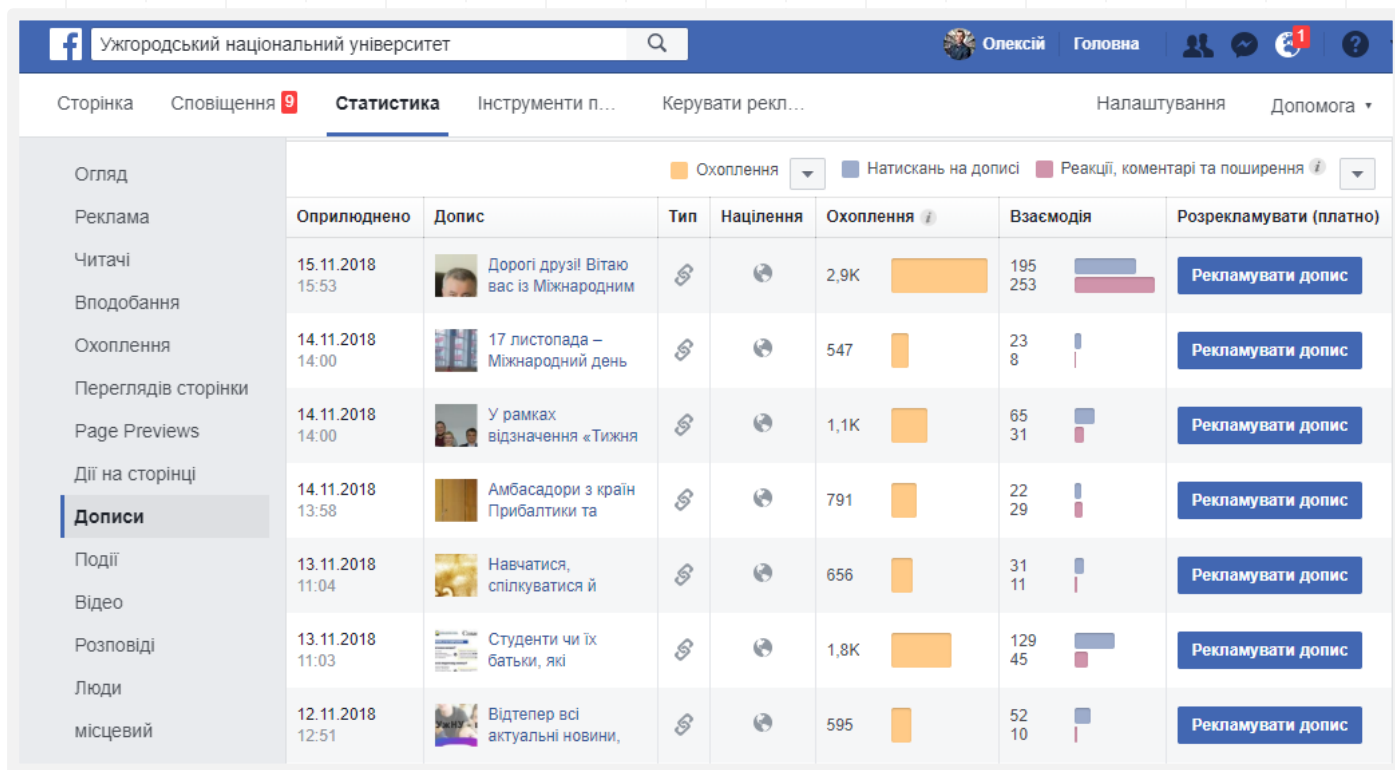 Ужгородський національний університет
Олексій Головна 1
Сторінка Сповіщення 9 Статистика Інструменти п... Керувати рекл... Налаштування Допомога
Огляд
Реклама
Читачі
Вподобання
Охоплення
Переглядів сторінки
Page Previews
Дії на сторінці
Дописи
Події
Відео
Розповіді
Люди
місцевий
Охоплення Натискань на дописі Реакції, коментарі та поширення
Оприлюднено Допис Тип Націлення Охоплення Взаємодія Розрекламувати (платно)
15.11.2018 Дорогі друзі! Вітаю 2,9K 195 Рекламувати допис
15:53 вас із Міжнародним 253
14.11.2018 17 листопада – 547 23 Рекламувати допис
14:00 Міжнародний день 8
14.11.2018 У рамках 1,1K 65 Рекламувати допис
14:00 відзначення «Тижня 31
14.11.2018 Амбасадори з країн 791 22 Рекламувати допис
13:58 Прибалтики та 29
13.11.2018 Навчатися, 656 31 Рекламувати допис
11:04 спілкуватися й 11
13.11.2018 Студенти чи їх 1,8K 129 Рекламувати допис
11:03 батьки, які 45
12.11.2018 Відтепер всі 595 52 Рекламувати допис
12:51 актуальні новини, 10